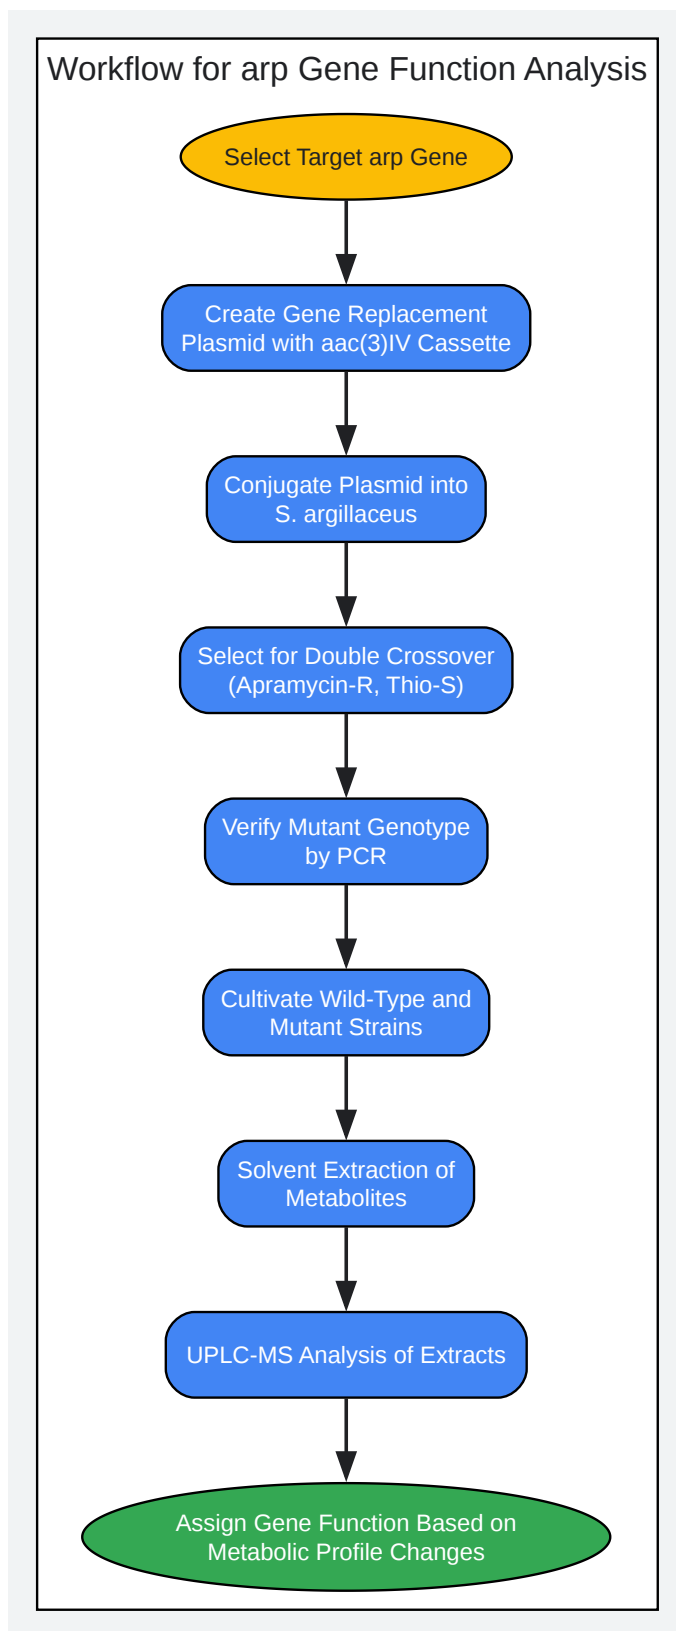 Workflow for arp Gene Function Analysis
Select Target arp Gene
Create Gene Replacement
Plasmid with aac(3)IV Cassette
Conjugate Plasmid into
S. argillaceus
Select for Double Crossover
(Apramycin-R, Thio-S)
Verify Mutant Genotype
by PCR
Cultivate Wild-Type and
Mutant Strains
Solvent Extraction of
Metabolites
UPLC-MS Analysis of Extracts
Assign Gene Function Based on
Metabolic Profile Changes